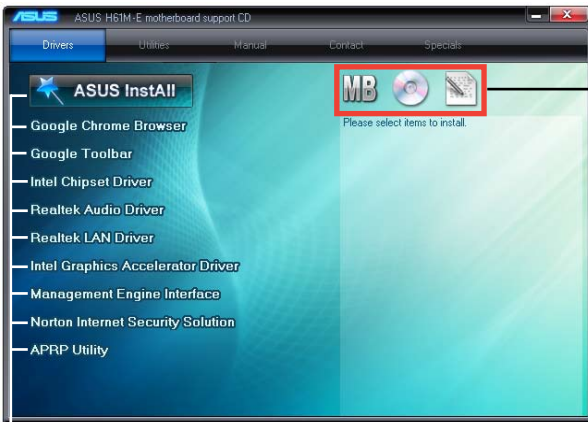 ASUS ASUS H61M-E motherboard support CD
Drivers Utilities Manual Contact Specials
ASUS InstAll
MB
Please select items to install.
Google Chrome Browser
Google Toolbar
Intel Chipset Driver
Realtek Audio Driver
Realtek LAN Driver
Intel Graphics Accelerator Driver
Management Engine Interface
Norton Internet Security Solution
APRP Utility